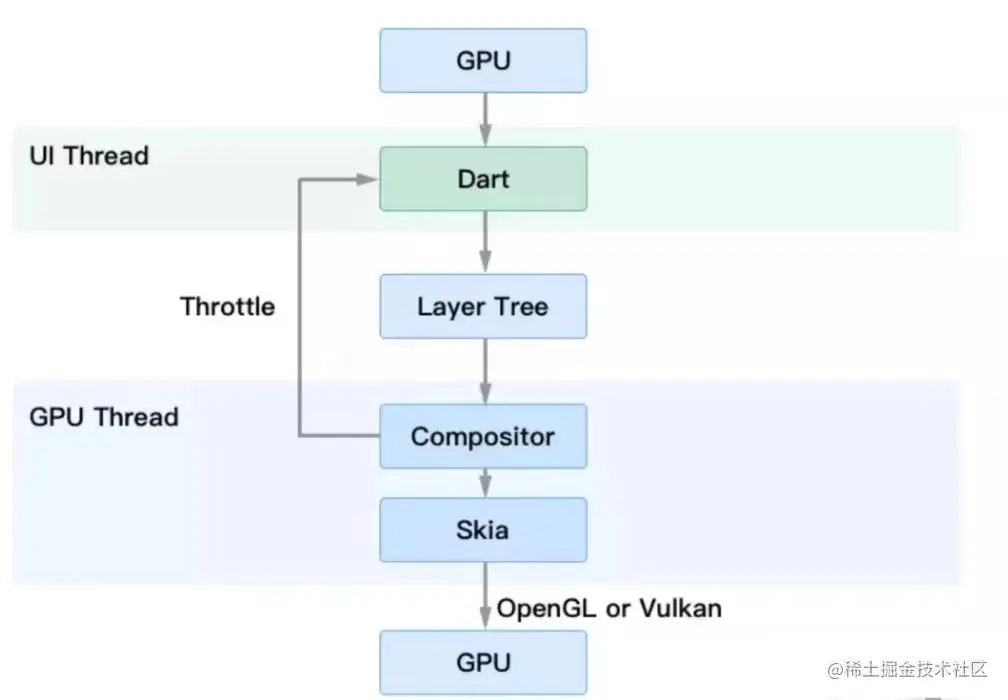 GPU
UI Thread
Dart
Layer Tree
Throttle
GPU Thread
Compositor
Skia
OpenGL or Vulkan
GPU
@稀土掘金技术社区